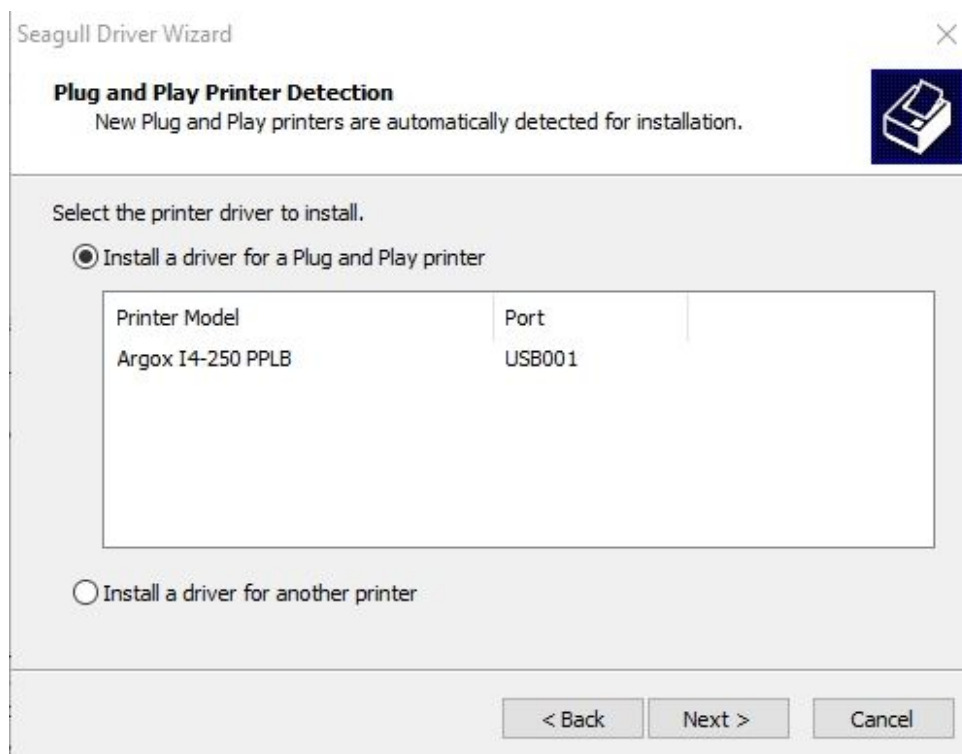 Seagull Driver Wizard
Plug and Play Printer Detection
New Plug and Play printers are automatically detected for installation.
Select the printer driver to install.
Install a driver for a Plug and Play printer
Printer Model Port
Argox I4-250 PPLB USB001
Install a driver for another printer
< Back Next > Cancel